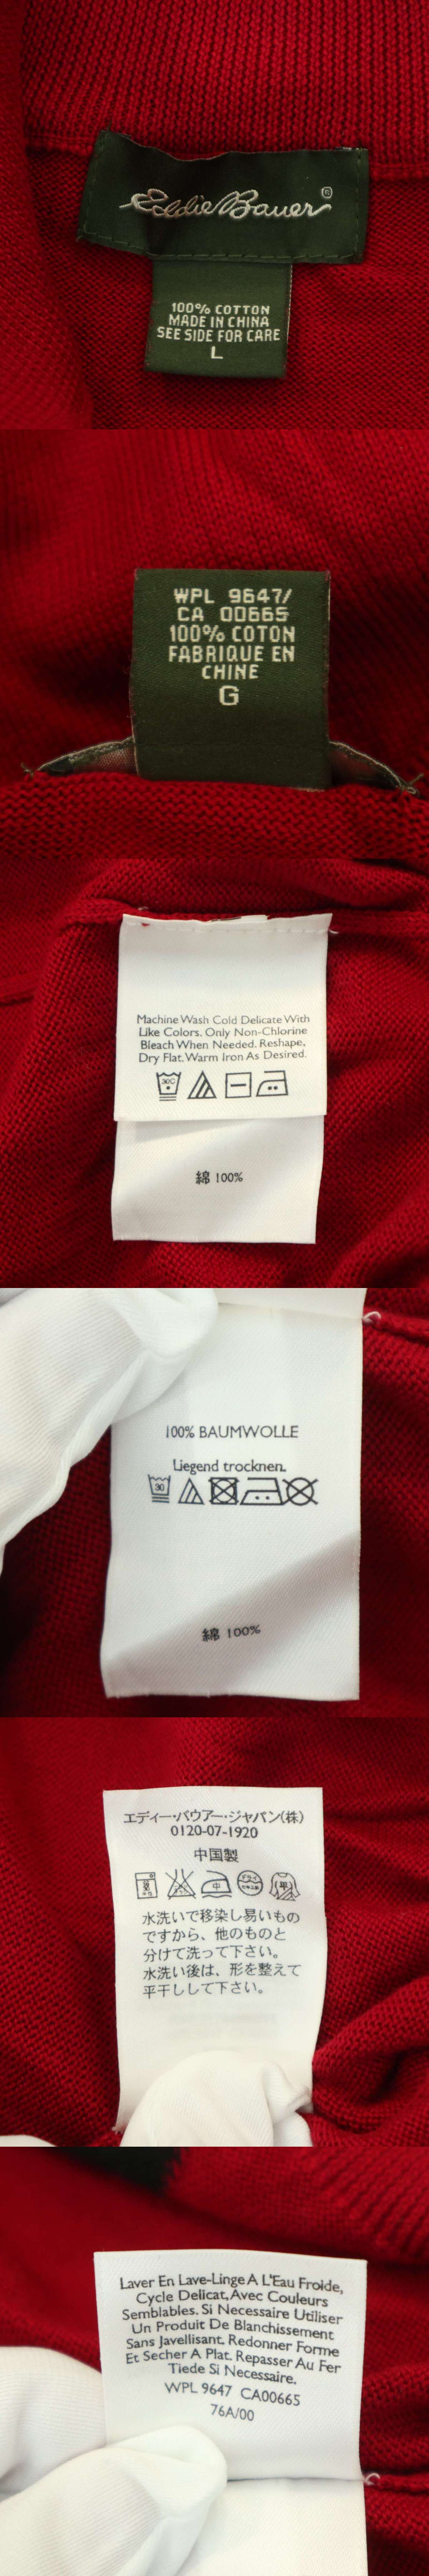 Eddie Bauer®
100% COTTON
MADE IN CHINA
SEE SIDE FOR CARE
L
WPL 9647/
CA 00665
100% COTON
FABRIQUE EN
CHINE
G
Machine Wash Cold Delicate With
Like Colors. Only Non-Chlorine
Bleach When Needed. Reshape,
Dry Flat. Warm Iron As Desired.
30C
綿 100%
100% BAUMWOLLE
Liegend trocknen.
30
綿 100%
エディー・バウアー・ジャパン(株)
0120-07-1920
中国製
中
平
水洗いで移染し易いもの
ですから、他のものと
分けて洗って下さい。
水洗い後は、形を整えて
平干しして下さい。
Laver En Lave-Linge A L'Eau Froide,
Cycle Delicat, Avec Couleurs
Semblables. Si Necessaire Utiliser
Un Produit De Blanchissement
Sans Javellisant. Redonner Forme
Et Secher A Plat. Repasser Au Fer
Tiede Si Necessaire.
WPL 9647 CA00665
76A/00